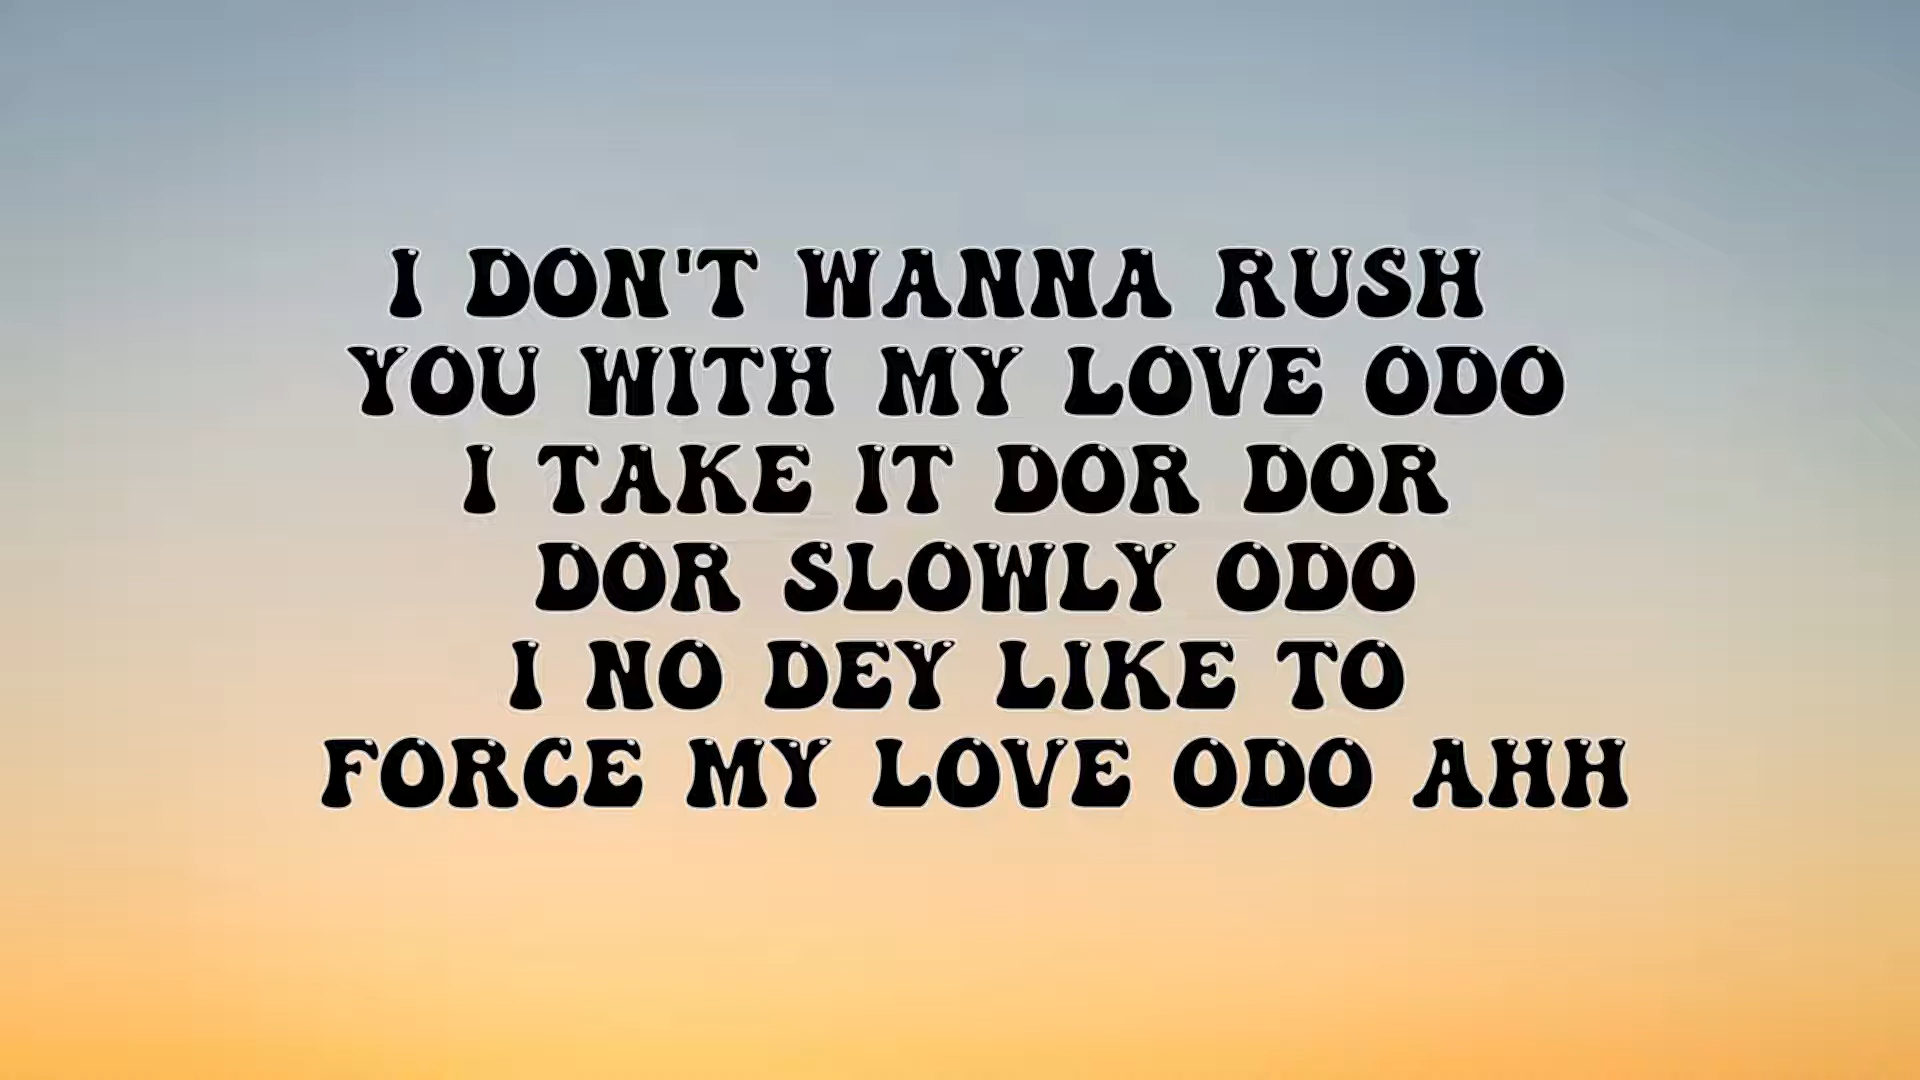 I DON'T WANNA RUSH
YOU WITH MY LOVE ODO
I TAKE IT DOR DOR
DOR SLOWLY ODO
I NO DEY LIKE TO
FORCE MY LOVE ODO AHH